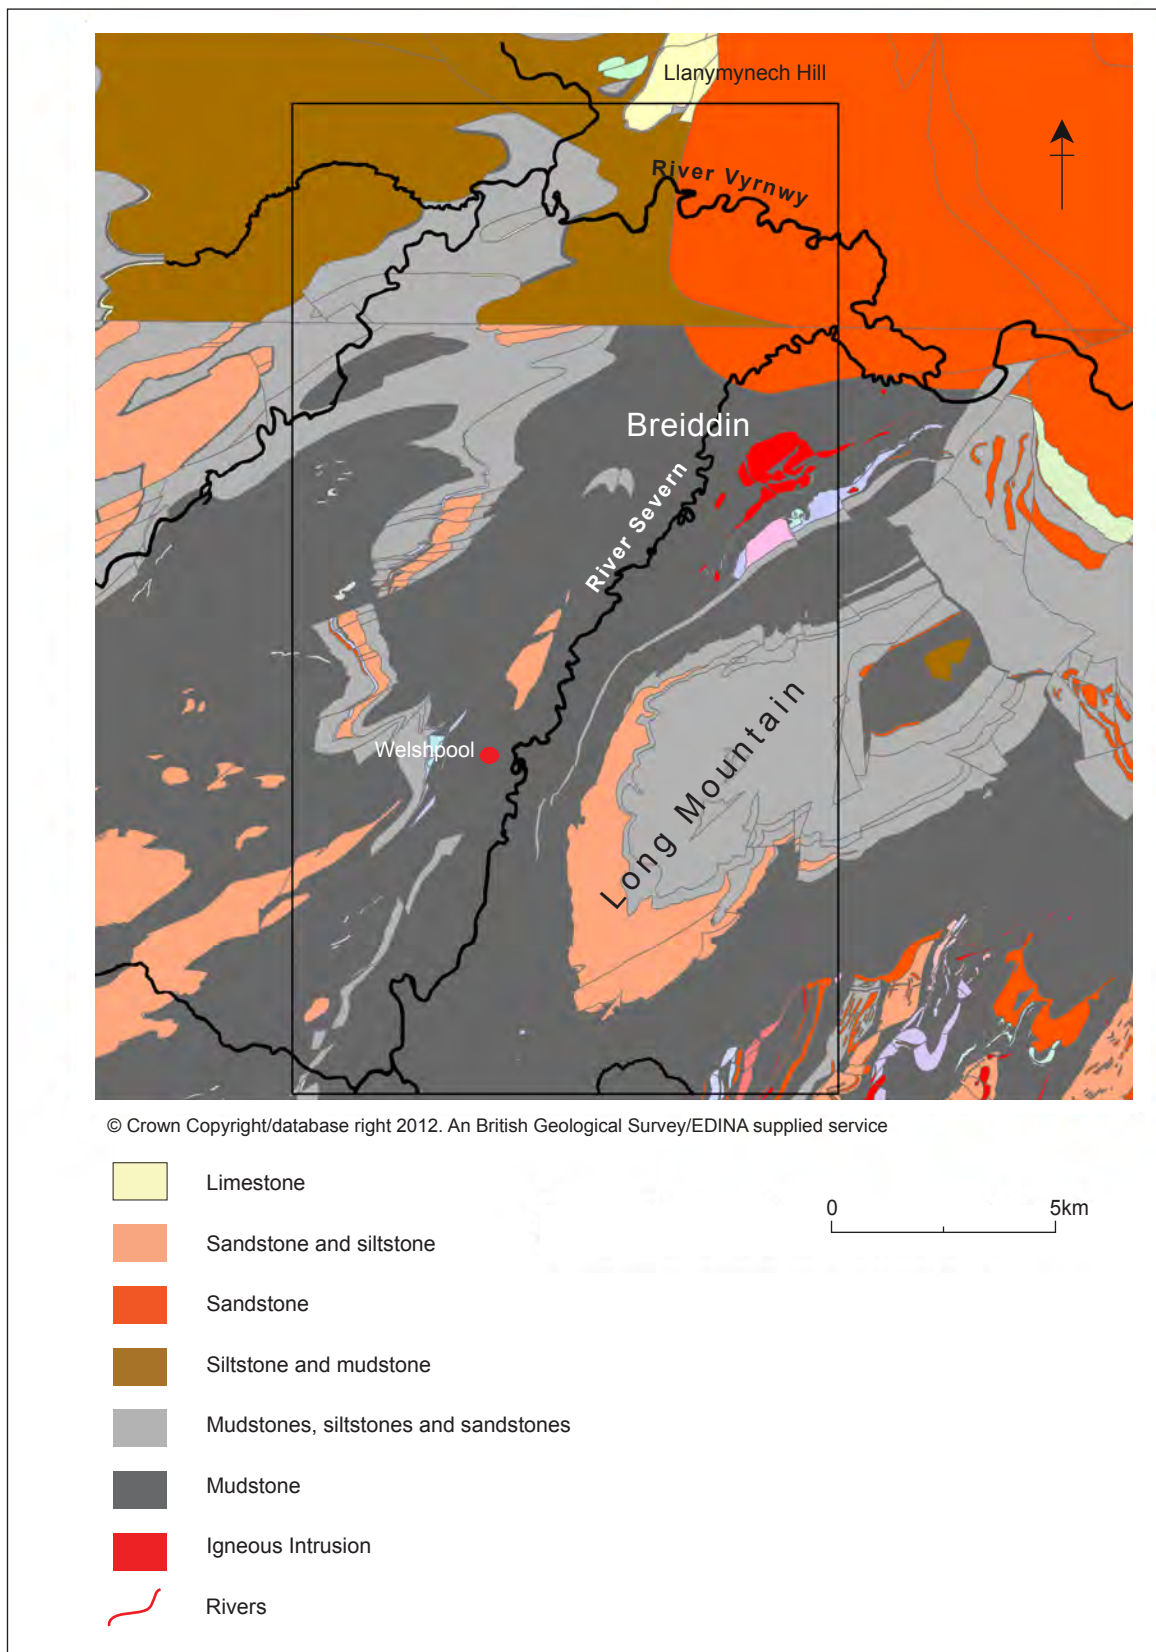 Llanymynech Hill
River Vyrnwy
Breiddin
River Severn
Long Mountain
Welshpool
© Crown Copyright/database right 2012. An British Geological Survey/EDINA supplied service
Limestone
0 5km
Sandstone and siltstone
Sandstone
Siltstone and mudstone
Mudstones, siltstones and sandstones
Mudstone
Igneous Intrusion
Rivers